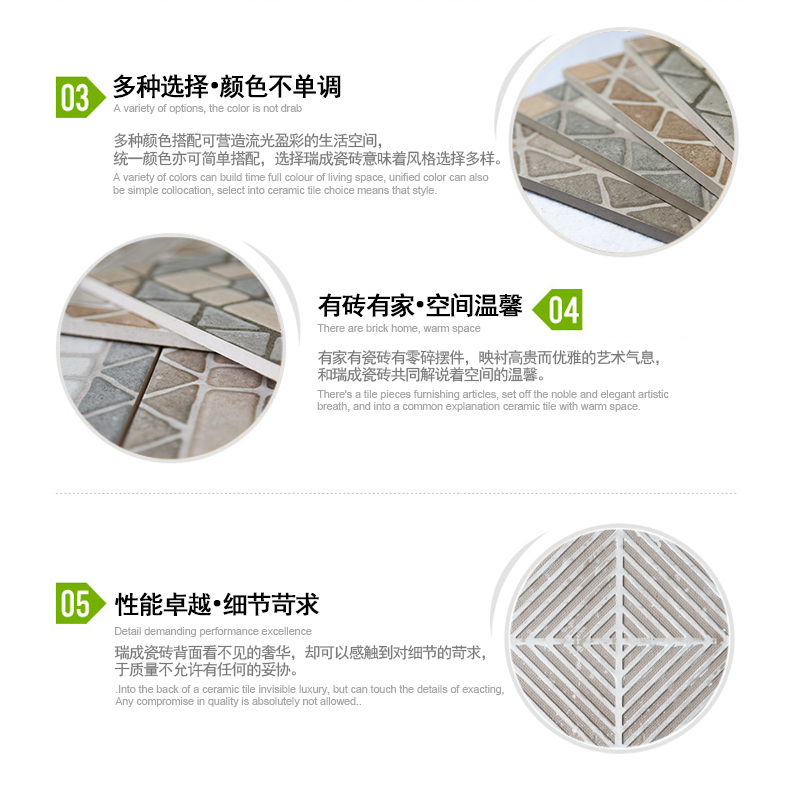 03
多种选择•颜色不单调
A variety of options, the color is not drab
多种颜色搭配可营造流光盈彩的生活空间，
统一颜色亦可简单搭配，选择瑞成瓷砖意味着风格选择多样。
A variety of colors can build time full colour of living space, unified color can also
be simple collocation, select into ceramic tile choice means that style.
有砖有家•空间温馨
04
There are brick home, warm space
有家有瓷砖有零碎摆件，映衬高贵而优雅的艺术气息，
和瑞成瓷砖共同解说着空间的温馨。
There's a tile pieces furnishing articles, set off the noble and elegant artistic
breath, and into a common explanation ceramic tile with warm space.
05
性能卓越•细节苛求
Detail demanding performance excellence
瑞成瓷砖背面看不见的奢华，却可以感触到对细节的苛求，
于质量不允许有任何的妥协。
.Into the back of a ceramic tile invisible luxury, but can touch the details of exacting,
Any compromise in quality is absolutely not allowed..